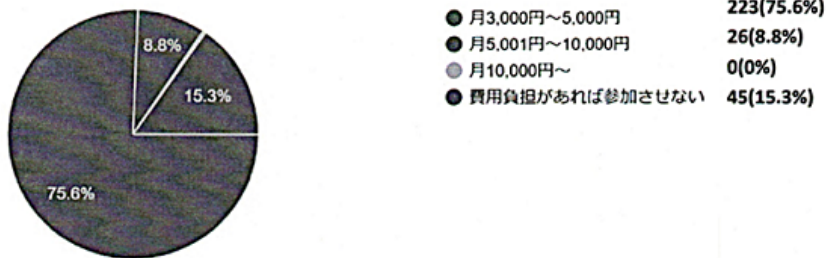 8.8%
15.3%
75.6%
月3,000円〜5,000円 223(75.6%)
月5,001円〜10,000円 26(8.8%)
月10,000円〜 0(0%)
費用負担があれば参加させない 45(15.3%)